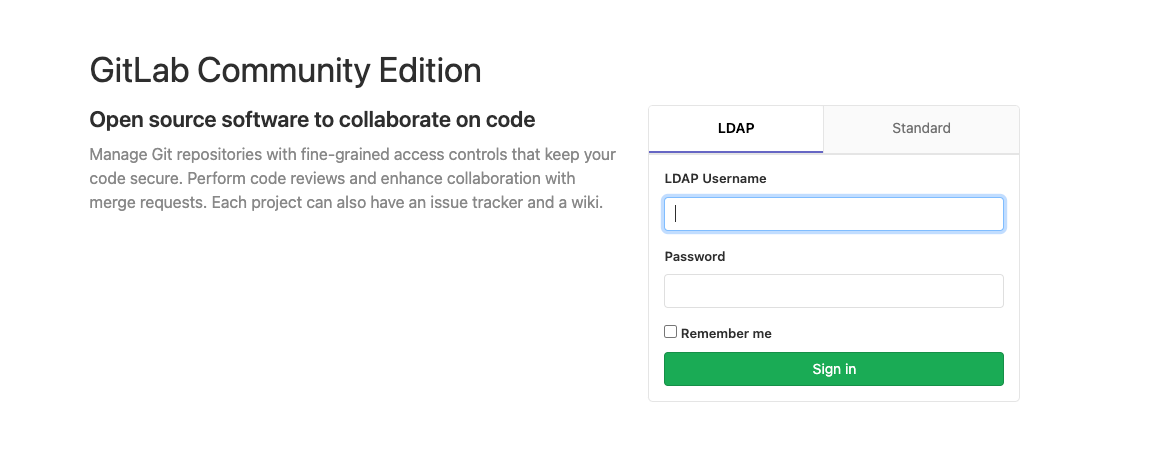 GitLab Community Edition
Open source software to collaborate on code
Manage Git repositories with fine-grained access controls that keep your
code secure. Perform code reviews and enhance collaboration with
merge requests. Each project can also have an issue tracker and a wiki.
LDAP
Standard
LDAP Username
Password
Remember me
Sign in